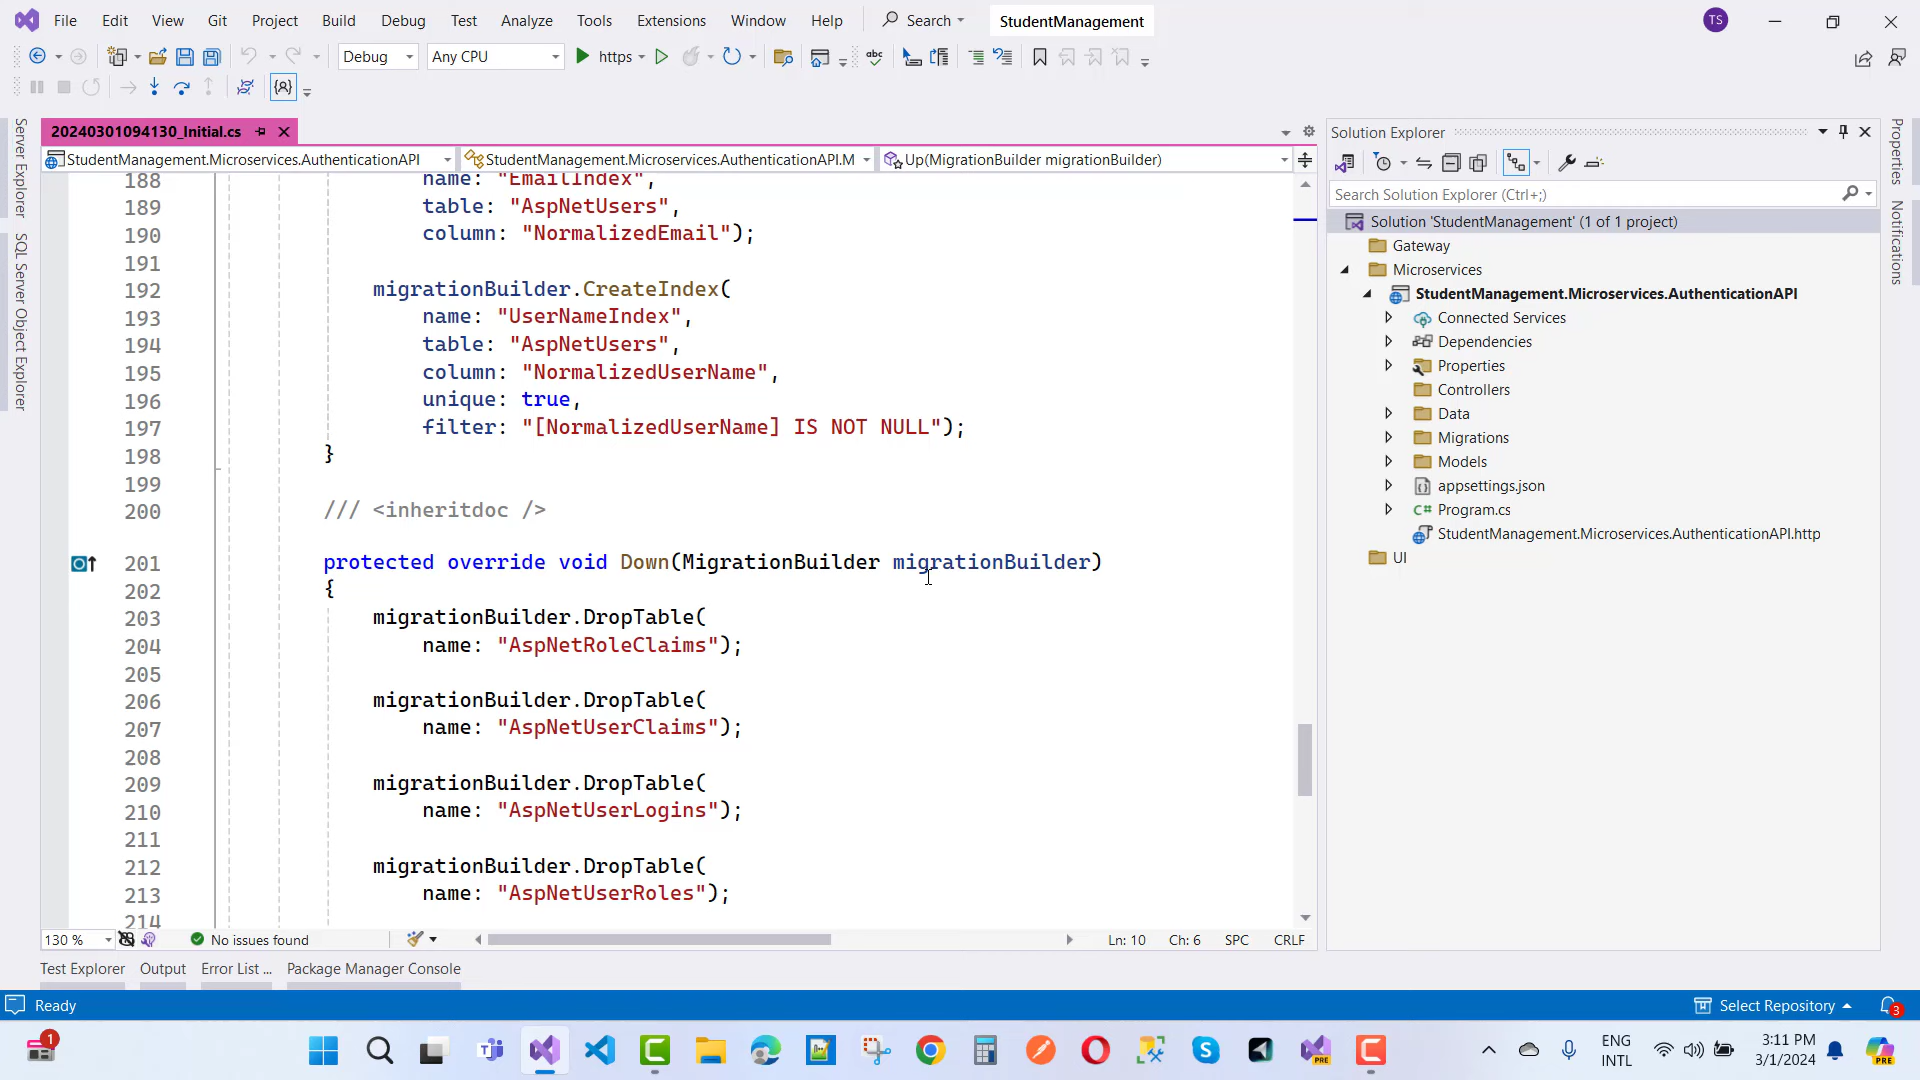 File Edit View Git Project Build Debug Test Analyze Tools Extensions Window Help Search StudentManagement TS
Debug Any CPU https
20240301094130_Initial.cs
StudentManagement.Microservices.AuthenticationAPI StudentManagement.Microservices.AuthenticationAPI.M Up(MigrationBuilder migrationBuilder)
188 name: "EmailIndex",
189 table: "AspNetUsers",
190 column: "NormalizedEmail");
191
192 migrationBuilder.CreateIndex(
193 name: "UserNameIndex",
194 table: "AspNetUsers",
195 column: "NormalizedUserName",
196 unique: true,
197 filter: "[NormalizedUserName] IS NOT NULL");
198 }
199
200 /// <inheritdoc />
201 protected override void Down(MigrationBuilder migrationBuilder)
202 {
203 migrationBuilder.DropTable(
204 name: "AspNetRoleClaims");
205
206 migrationBuilder.DropTable(
207 name: "AspNetUserClaims");
208
209 migrationBuilder.DropTable(
210 name: "AspNetUserLogins");
211
212 migrationBuilder.DropTable(
213 name: "AspNetUserRoles");
214
130 % No issues found Ln: 10 Ch: 6 SPC CRLF
Server Explorer
SQL Server Object Explorer
Solution Explorer
Search Solution Explorer (Ctrl+;)
Solution 'StudentManagement' (1 of 1 project)
Gateway
Microservices
StudentManagement.Microservices.AuthenticationAPI
Connected Services
Dependencies
Properties
Controllers
Data
Migrations
Models
appsettings.json
C# Program.cs
StudentManagement.Microservices.AuthenticationAPI.http
UI
Properties
Notifications
Test Explorer Output Error List ... Package Manager Console
Ready Select Repository 3
1 PRE ENG INTL 3:11 PM 3/1/2024 PRE